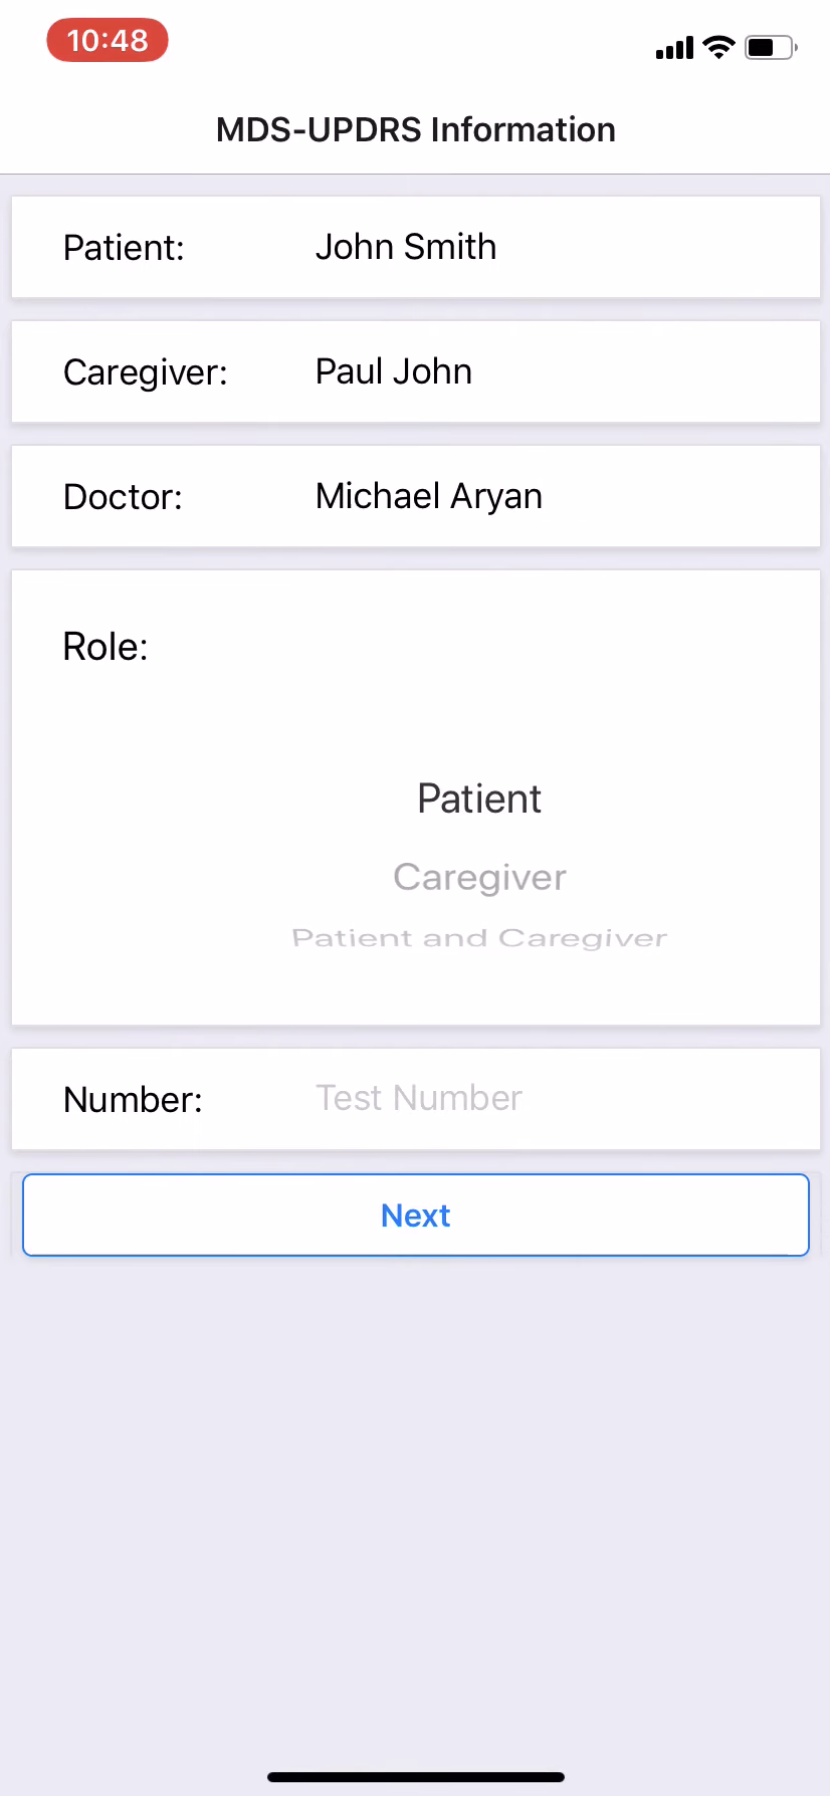 10:48
MDS-UPDRS Information
Patient: John Smith
Caregiver: Paul John
Doctor: Michael Aryan
Role:
Patient
Caregiver
Patient and Caregiver
Number: Test Number
Next